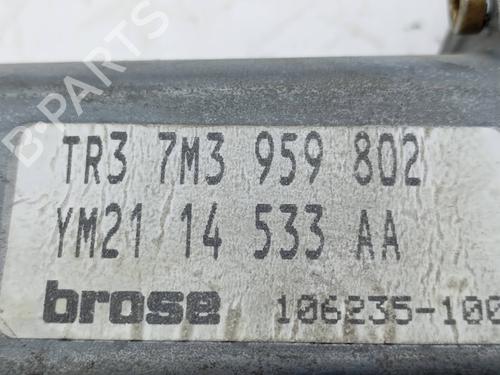 TR3 7M3 959 802
YM21 14 533 AA
brose 106235-100
B-PARTS